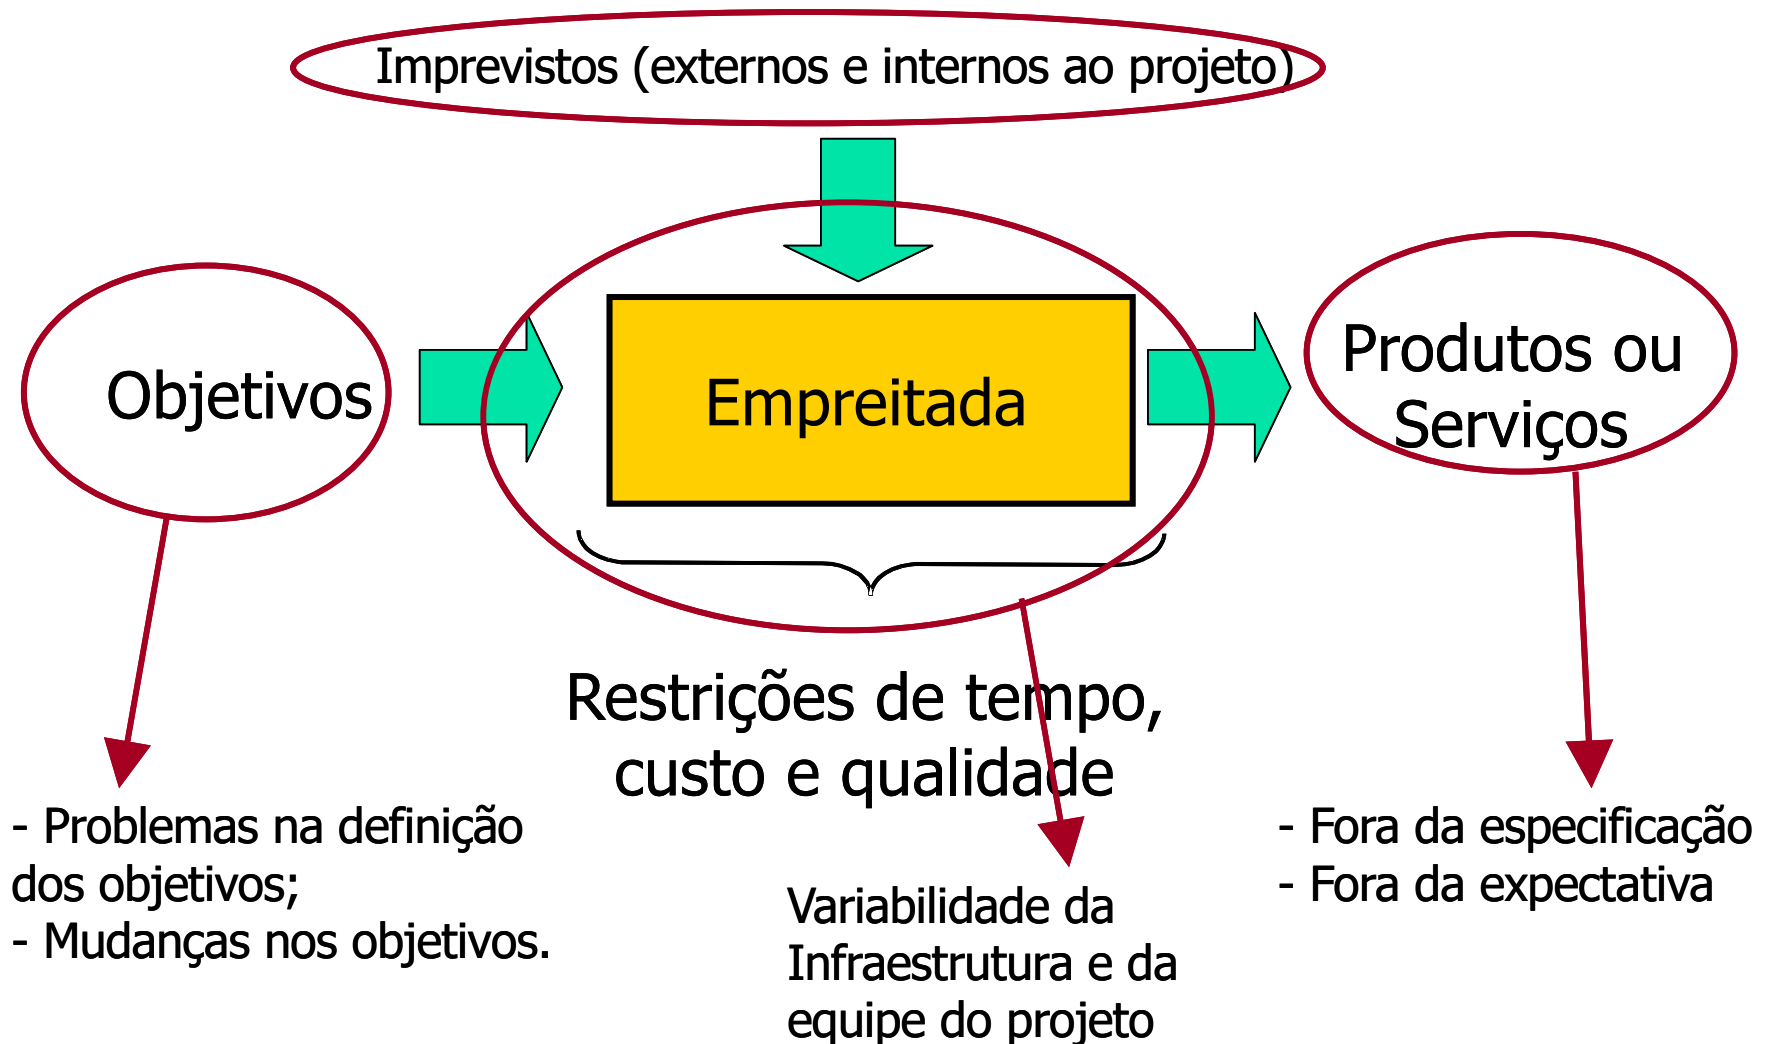 Imprevistos (externos e internos ao projeto)
Objetivos
Empreitada
Produtos ou
Serviços
Restrições de tempo,
custo e qualidade
- Problemas na definição
dos objetivos;
- Mudanças nos objetivos.
Variabilidade da
Infraestrutura e da
equipe do projeto
- Fora da especificação
- Fora da expectativa